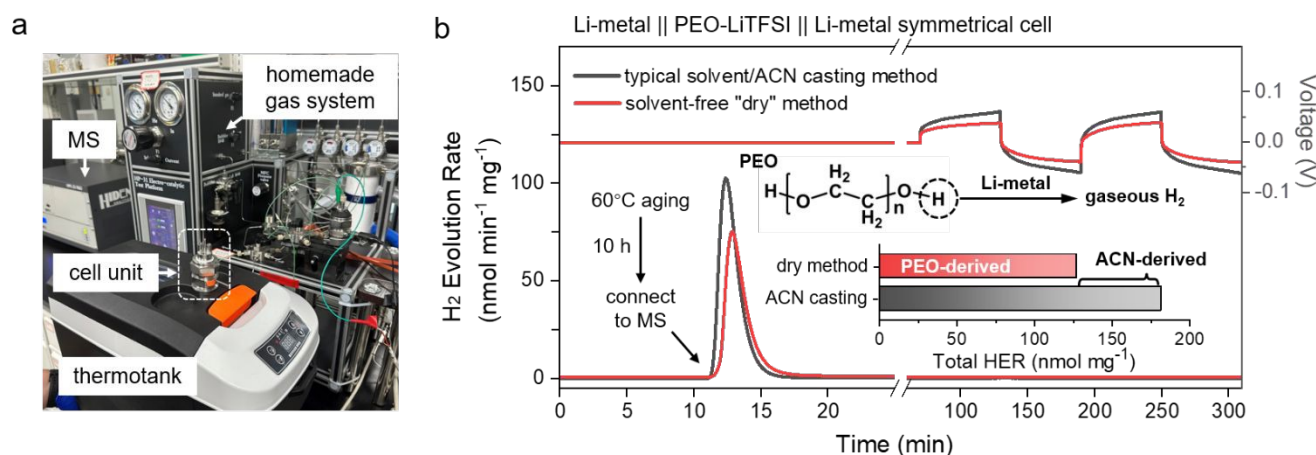 a
homemade
gas system
MS
HIDEN
cell unit
thermotank
b
Li-metal || PEO-LiTFSI || Li-metal symmetrical cell
typical solvent/ACN casting method
solvent-free "dry" method
H₂ Evolution Rate
(nmol min⁻¹ mg⁻¹)
150
100
50
0
0.1
0.0
-0.1
Voltage (V)
60°C aging
10 h
connect
to MS
PEO
H₂
H [ O C C O ]n H
H₂
Li-metal
gaseous H₂
dry method
PEO-derived
ACN-derived
ACN casting
0 50 100 150 200
Total HER (nmol mg⁻¹)
0 5 10 15 20 100 150 200 250 300
Time (min)